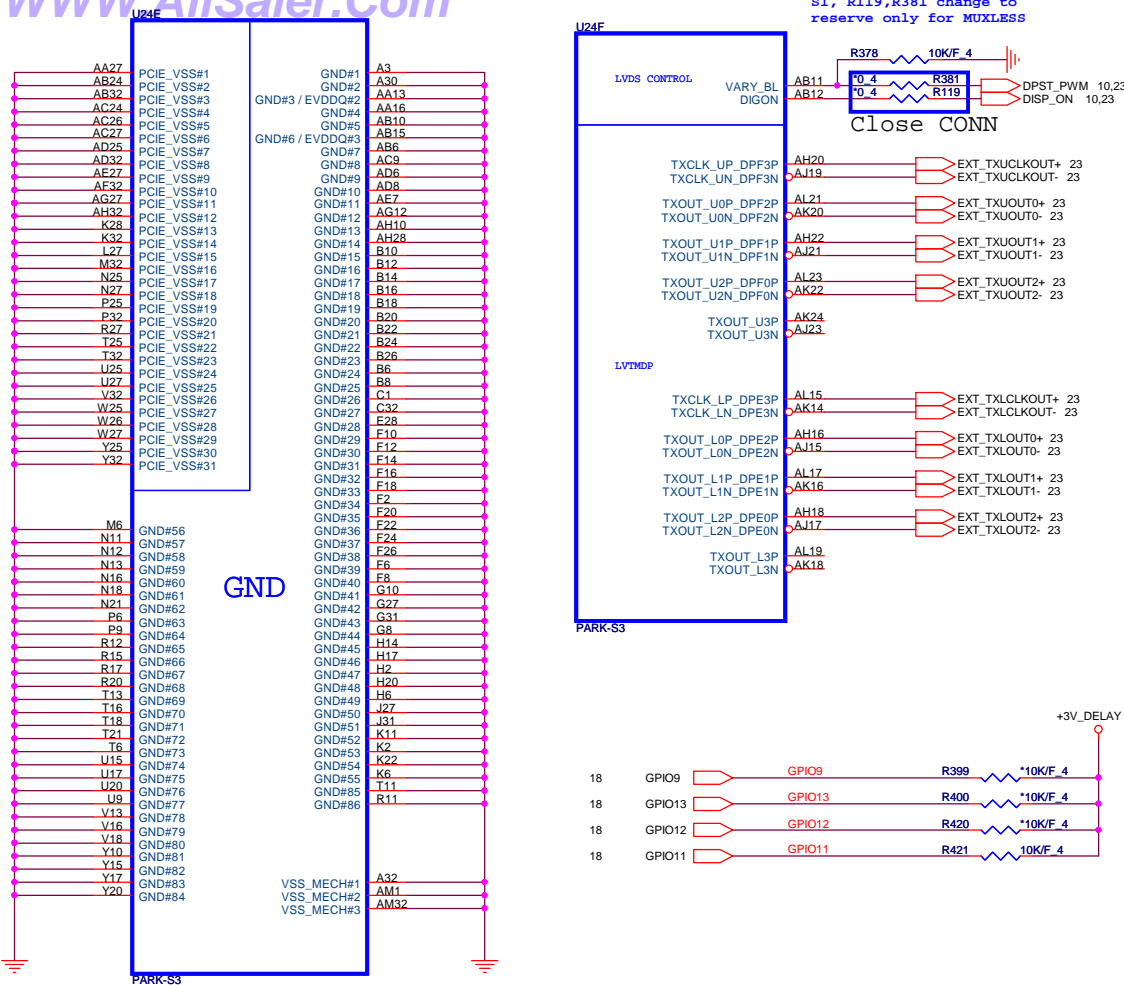 WWW.AllSaler.Com
U24E
AA27 PCIE_VSS#1 GND#1 A3
AB24 PCIE_VSS#2 GND#2 A30
AB32 PCIE_VSS#3 GND#3 / EVDDQ#2 AA13
AC24 PCIE_VSS#4 GND#4 AA16
AC26 PCIE_VSS#5 GND#5 AB10
AC27 PCIE_VSS#6 GND#6 / EVDDQ#3 AB15
AD25 PCIE_VSS#7 GND#7 AB6
AD32 PCIE_VSS#8 GND#8 AC9
AE27 PCIE_VSS#9 GND#9 AD6
AF32 PCIE_VSS#10 GND#10 AD8
AG27 PCIE_VSS#11 GND#11 AE7
AH32 PCIE_VSS#12 GND#12 AG12
K28 PCIE_VSS#13 GND#13 AH10
K32 PCIE_VSS#14 GND#14 AH28
L27 PCIE_VSS#15 GND#15 B10
M32 PCIE_VSS#16 GND#16 B12
N25 PCIE_VSS#17 GND#17 B14
N27 PCIE_VSS#18 GND#18 B16
P25 PCIE_VSS#19 GND#19 B18
P32 PCIE_VSS#20 GND#20 B20
R27 PCIE_VSS#21 GND#21 B22
T25 PCIE_VSS#22 GND#22 B24
T32 PCIE_VSS#23 GND#23 B26
U25 PCIE_VSS#24 GND#24 B6
U27 PCIE_VSS#25 GND#25 B8
V32 PCIE_VSS#26 GND#26 C1
W25 PCIE_VSS#27 GND#27 C32
W26 PCIE_VSS#28 GND#28 E28
W27 PCIE_VSS#29 GND#29 F10
Y25 PCIE_VSS#30 GND#30 F12
Y32 PCIE_VSS#31 GND#31 F14
GND#32 F16
GND#33 F18
GND#34 F2
GND#35 F20
M6 GND#56 GND#36 F22
N11 GND#57 GND#37 F24
N12 GND#58 GND#38 F26
N13 GND#59 GND#39 F6
N16 GND#60 GND#40 F8
N18 GND#61 GND#41 G10
N21 GND#62 GND#42 G27
P6 GND#63 GND#43 G31
P9 GND#64 GND#44 G8
R12 GND#65 GND#45 H14
R15 GND#66 GND#46 H17
R17 GND#67 GND#47 H2
R20 GND#68 GND#48 H20
T13 GND#69 GND#49 H6
T16 GND#70 GND#50 J27
T18 GND#71 GND#51 J31
T21 GND#72 GND#52 K11
T6 GND#73 GND#53 K2
U15 GND#74 GND#54 K22
U17 GND#75 GND#55 K6
U20 GND#76 GND#85 T11
U9 GND#77 GND#86 R11
V13 GND#78
V16 GND#79
V18 GND#80
Y10 GND#81
Y15 GND#82
Y17 GND#83 VSS_MECH#1 A32
Y20 GND#84 VSS_MECH#2 AM1
VSS_MECH#3 AM32
GND
PARK-S3
S1, R119,R381 change to
reserve only for MUXLESS
U24F
R378 10K/F_4
LVDS CONTROL
VARY_BL AB11 *0_4 R381 DPST_PWM 10,23
DIGON AB12 *0_4 R119 DISP_ON 10,23
Close CONN
TXCLK_UP_DPF3P AH20 EXT_TXUCLKOUT+ 23
TXCLK_UN_DPF3N AJ19 EXT_TXUCLKOUT- 23
TXOUT_U0P_DPF2P AL21 EXT_TXUOUT0+ 23
TXOUT_U0N_DPF2N AK20 EXT_TXUOUT0- 23
TXOUT_U1P_DPF1P AH22 EXT_TXUOUT1+ 23
TXOUT_U1N_DPF1N AJ21 EXT_TXUOUT1- 23
TXOUT_U2P_DPF0P AL23 EXT_TXUOUT2+ 23
TXOUT_U2N_DPF0N AK22 EXT_TXUOUT2- 23
TXOUT_U3P AK24
TXOUT_U3N AJ23
LVTMDP
TXCLK_LP_DPE3P AL15 EXT_TXLCLKOUT+ 23
TXCLK_LN_DPE3N AK14 EXT_TXLCLKOUT- 23
TXOUT_L0P_DPE2P AH16 EXT_TXLOUT0+ 23
TXOUT_L0N_DPE2N AJ15 EXT_TXLOUT0- 23
TXOUT_L1P_DPE1P AL17 EXT_TXLOUT1+ 23
TXOUT_L1N_DPE1N AK16 EXT_TXLOUT1- 23
TXOUT_L2P_DPE0P AH18 EXT_TXLOUT2+ 23
TXOUT_L2N_DPE0N AJ17 EXT_TXLOUT2- 23
TXOUT_L3P AL19
TXOUT_L3N AK18
PARK-S3
+3V_DELAY
18 GPIO9 GPIO9 R399 *10K/F_4
18 GPIO13 GPIO13 R400 *10K/F_4
18 GPIO12 GPIO12 R420 *10K/F_4
18 GPIO11 GPIO11 R421 10K/F_4